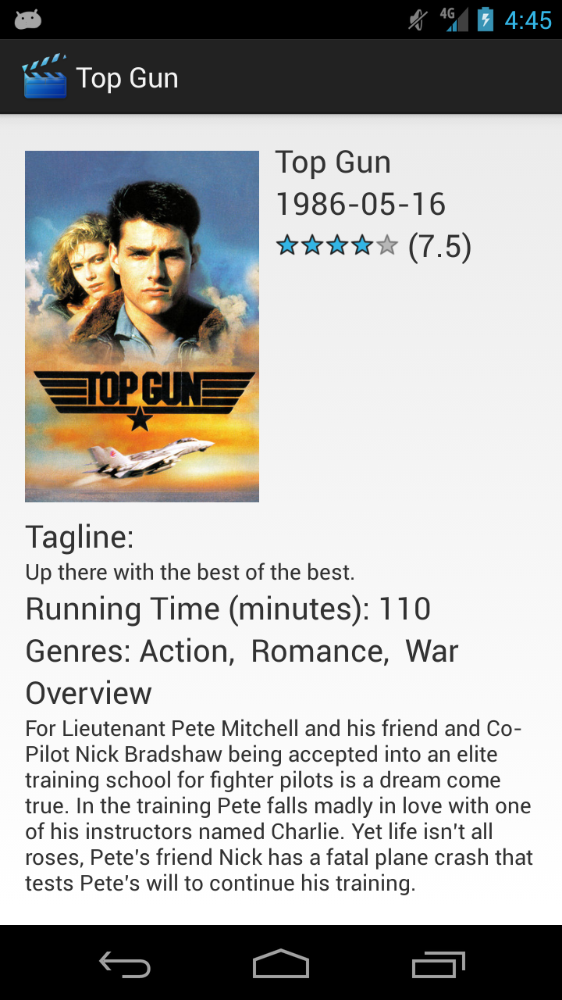 4G 4:45
Top Gun
Top Gun
1986-05-16
(7.5)
TOP GUN
Tagline:
Up there with the best of the best.
Running Time (minutes): 110
Genres: Action,  Romance,  War
Overview
For Lieutenant Pete Mitchell and his friend and Co-
Pilot Nick Bradshaw being accepted into an elite
training school for fighter pilots is a dream come
true. In the training Pete falls madly in love with one
of his instructors named Charlie. Yet life isn't all
roses, Pete's friend Nick has a fatal plane crash that
tests Pete's will to continue his training.